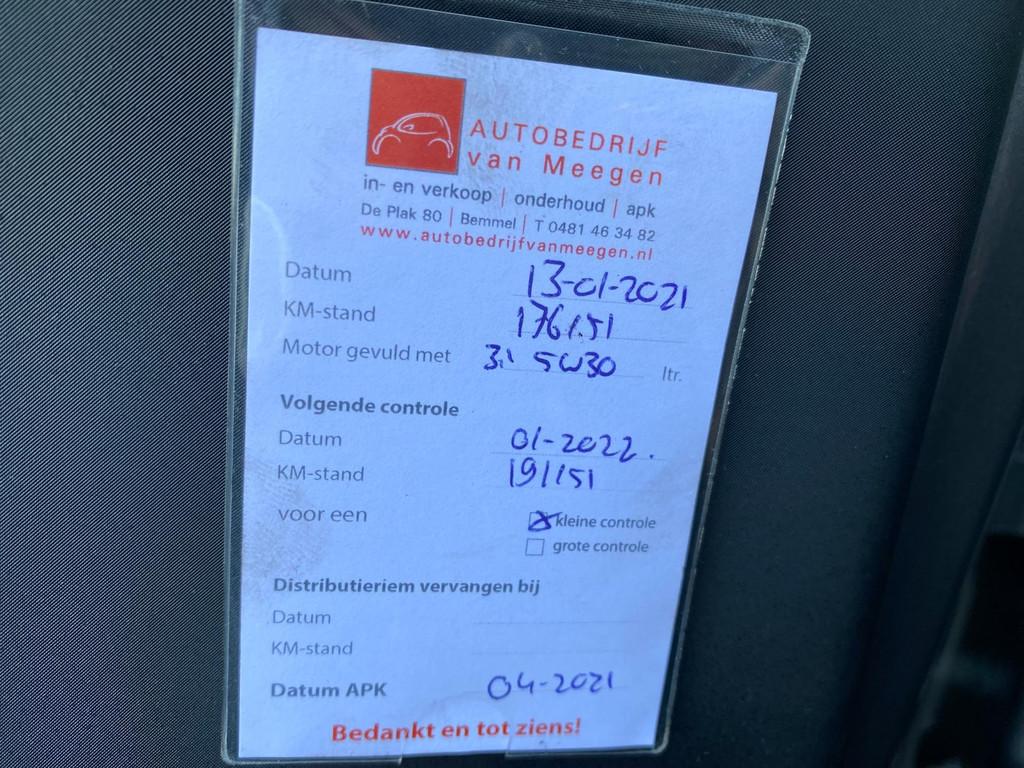 AUTOBEDRIJF
van Meegen
in- en verkoop | onderhoud | apk
De Plak 80 | Bemmel | T 0481 46 34 82
www.autobedrijfvanmeegen.nl
Datum 13-01-2021
KM-stand 176151
Motor gevuld met 3.1 5W30 ltr.
Volgende controle
Datum 01-2022.
KM-stand 191151
voor een kleine controle
grote controle
Distributieriem vervangen bij
Datum
KM-stand
Datum APK 04-2021
Bedankt en tot ziens!